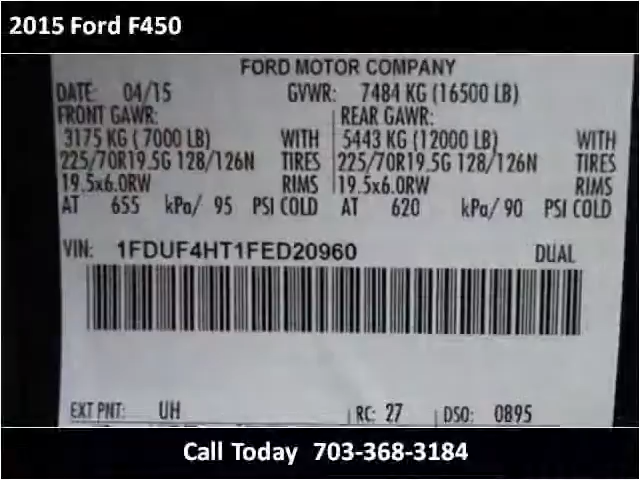 2015 Ford F450
FORD MOTOR COMPANY
DATE: 04/15 GVWR: 7484 KG (16500 LB)
FRONT GAWR: REAR GAWR:
3175 KG ( 7000 LB) WITH 5443 KG (12000 LB) WITH
225/70R19.5G 128/126N TIRES 225/70R19.5G 128/126N TIRES
19.5x6.0RW RIMS 19.5x6.0RW RIMS
AT 655 kPa/ 95 PSI COLD AT 620 kPa/ 90 PSI COLD
VIN: 1FDUF4HT1FED20960 DUAL
EXT PNT: UH RC: 27 DSO: 0895
Call Today 703-368-3184